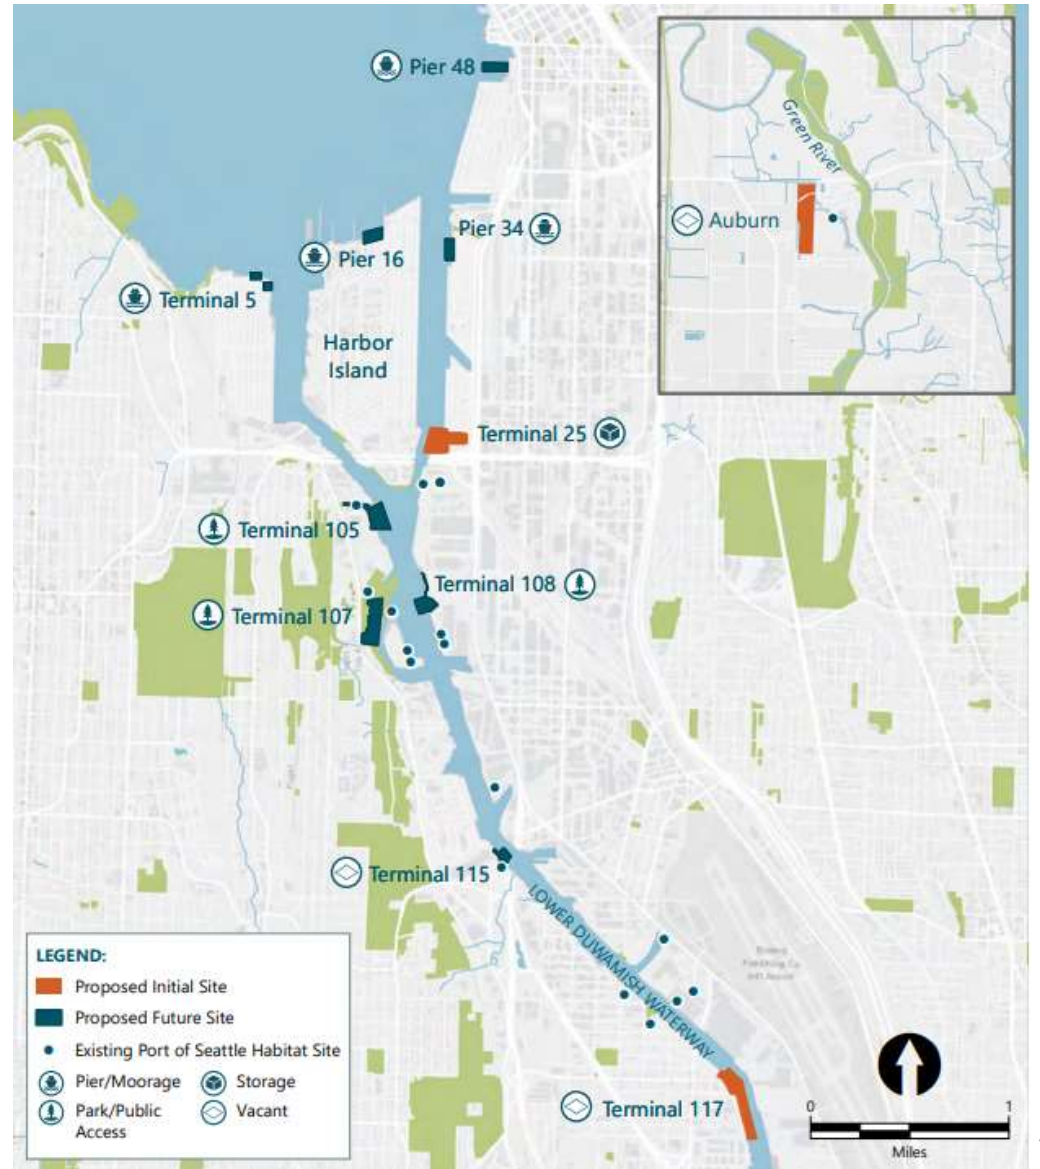 Pier 48
Green River
Auburn
Pier 34
Pier 16
Terminal 5
Harbor
Island
Terminal 25
Terminal 105
Terminal 108
Terminal 107
Terminal 115
LOWER DUWAMISH WATERWAY
LEGEND:
Proposed Initial Site
Proposed Future Site
Existing Port of Seattle Habitat Site
Pier/Moorage
Storage
Park/Public
Access
Vacant
Terminal 117
0
1
Miles